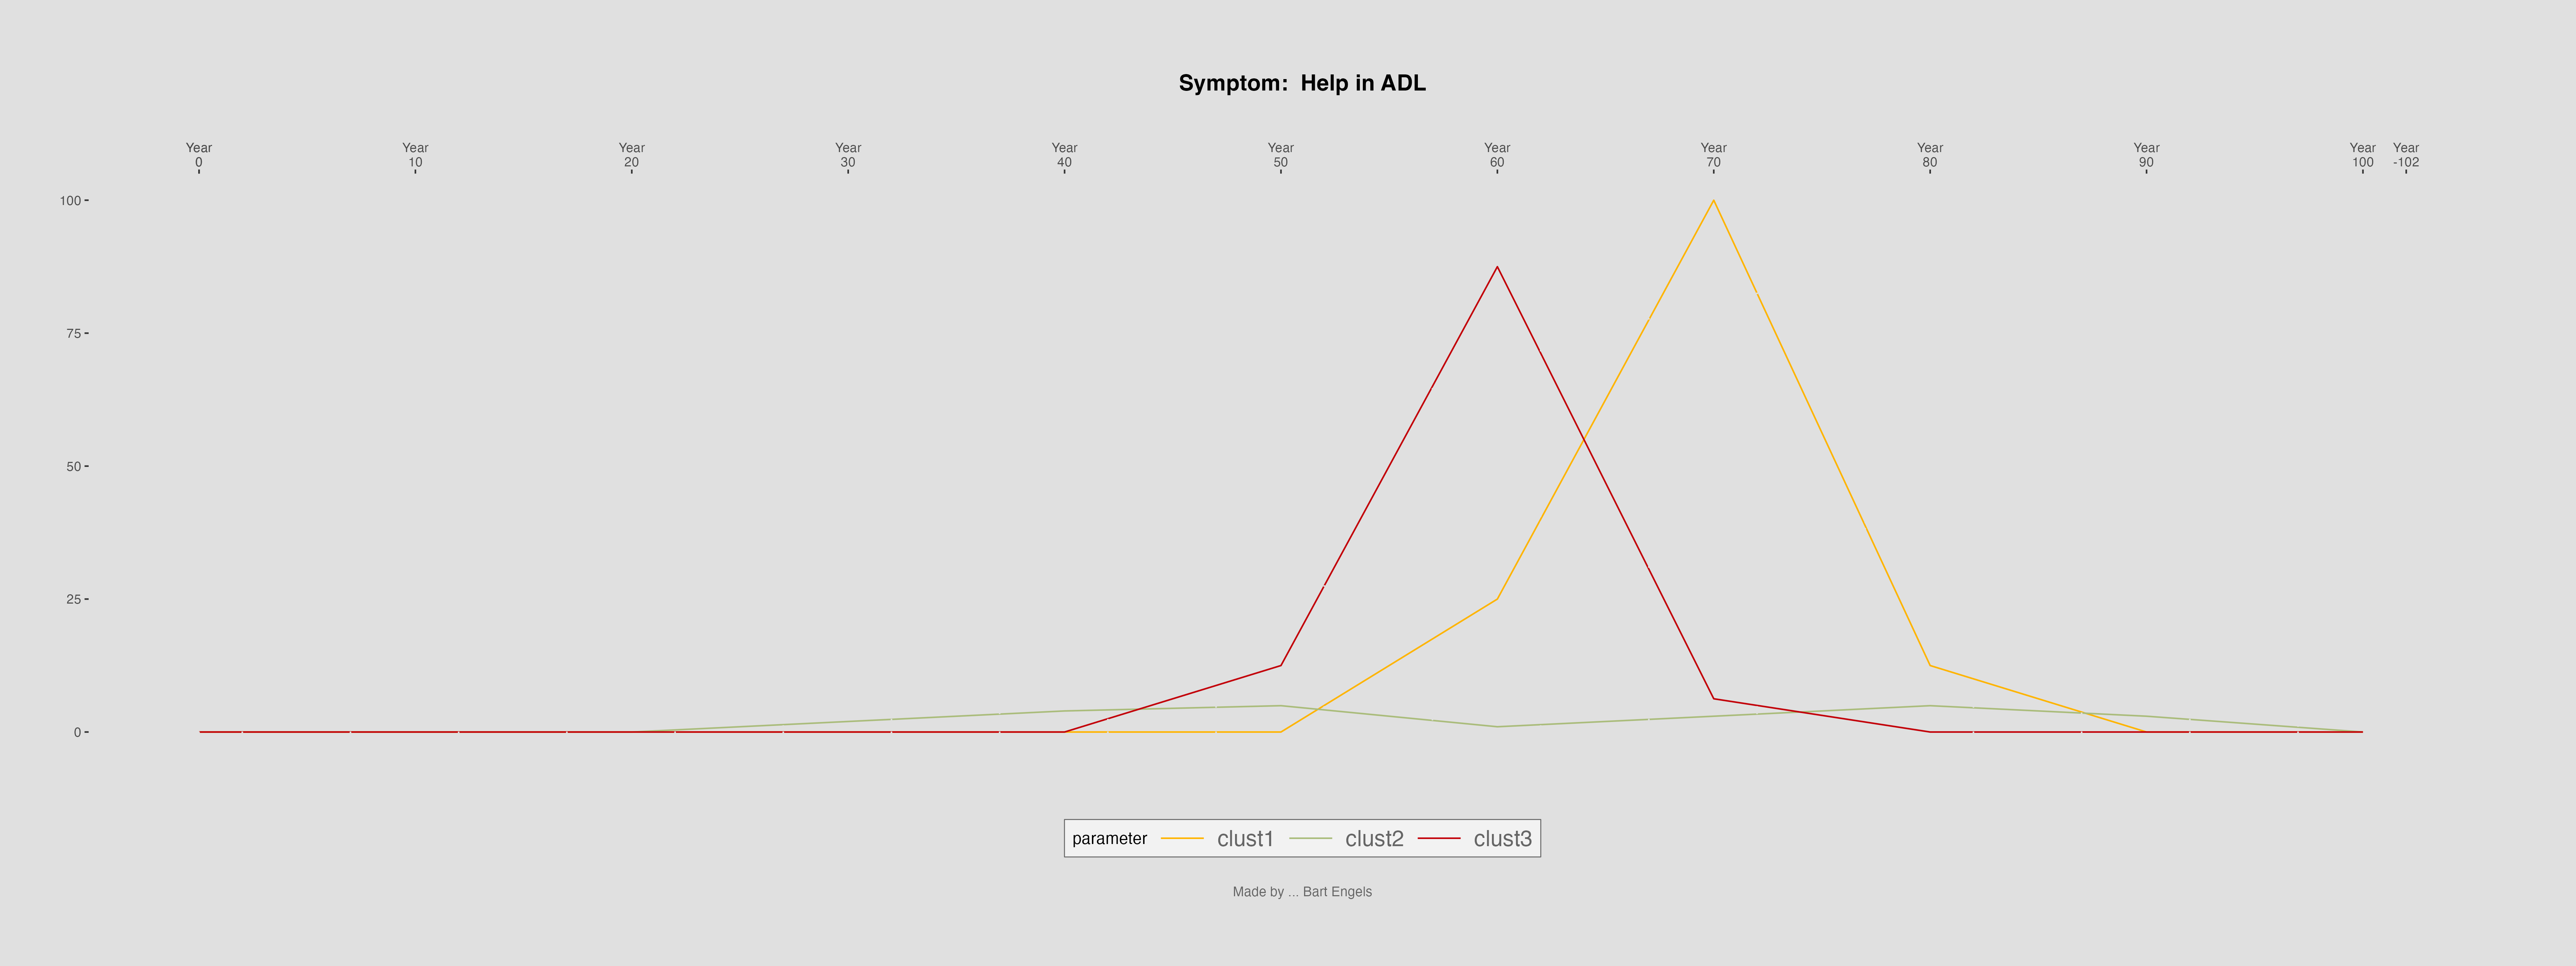 Symptom:  Help in ADL
Year Year Year Year Year Year Year Year Year Year Year Year
0 10 20 30 40 50 60 70 80 90 100 -102
100
75
50
25
0
parameter clust1 clust2 clust3
Made by ... Bart Engels